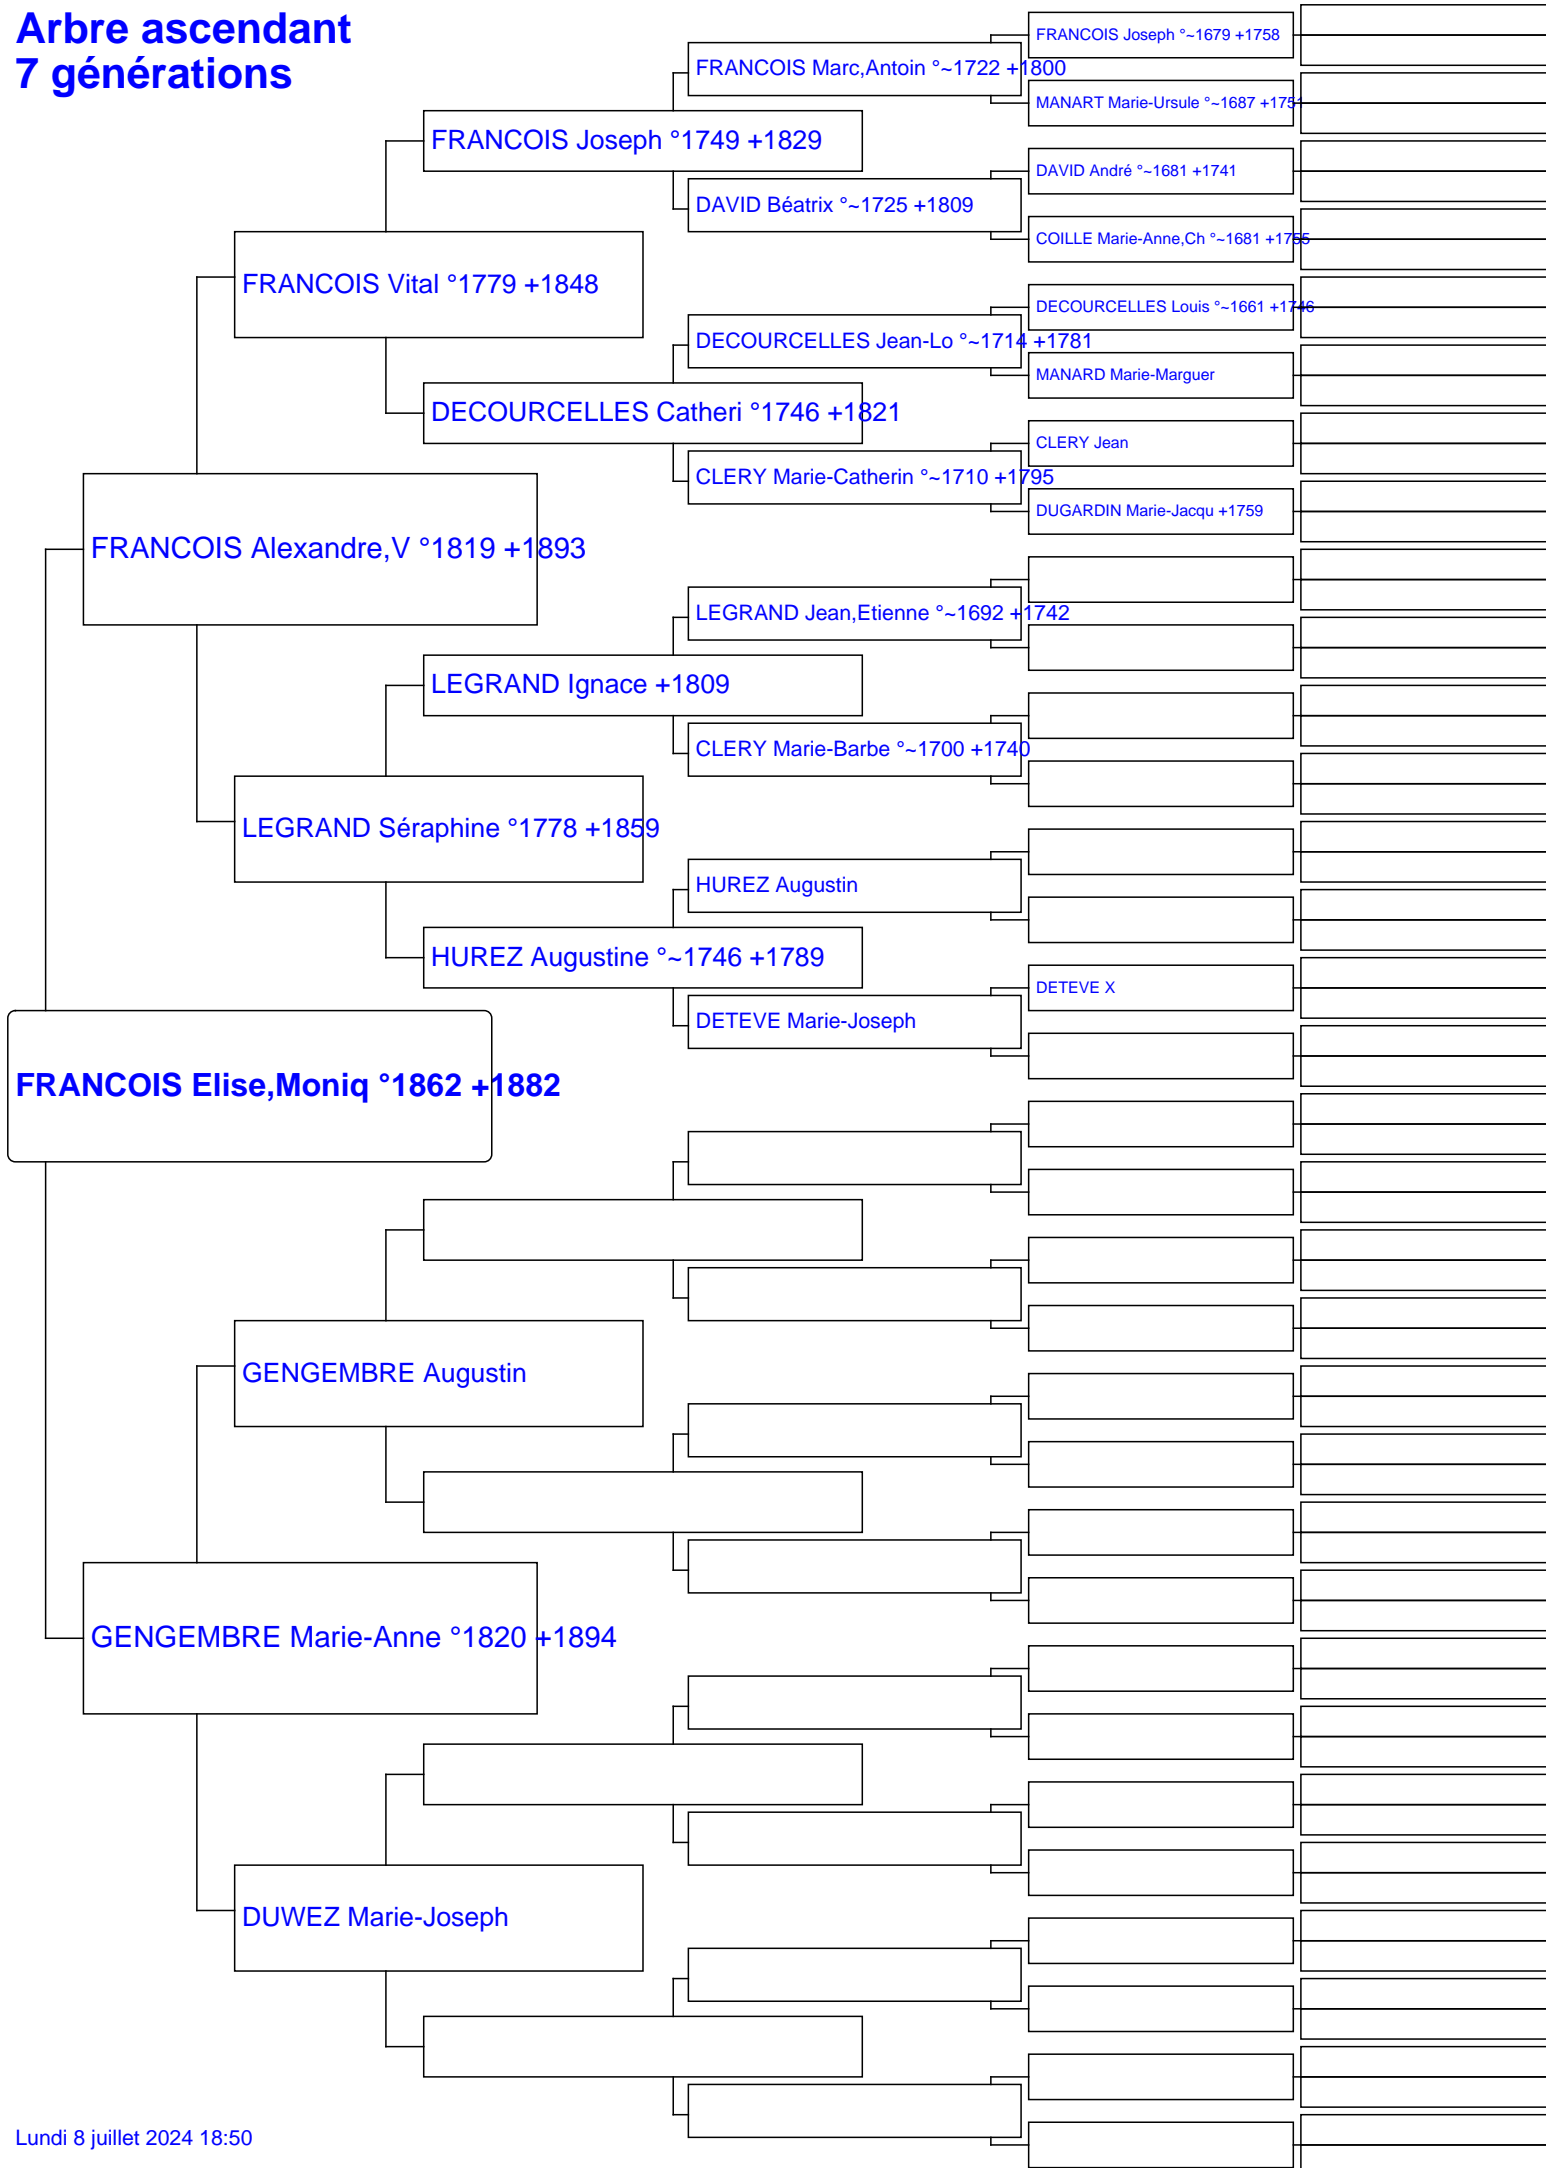 Arbre ascendant
7 générations
FRANCOIS Joseph °~1679 +1758
FRANCOIS Marc,Antoin °~1722 +1800
MANART Marie-Ursule °~1687 +1751
FRANCOIS Joseph °1749 +1829
DAVID André °~1681 +1741
DAVID Béatrix °~1725 +1809
COILLE Marie-Anne,Ch °~1681 +1755
FRANCOIS Vital °1779 +1848
DECOURCELLES Louis °~1661 +1746
DECOURCELLES Jean-Lo °~1714 +1781
MANARD Marie-Marguer
DECOURCELLES Catheri °1746 +1821
CLERY Jean
CLERY Marie-Catherin °~1710 +1795
DUGARDIN Marie-Jacqu +1759
FRANCOIS Alexandre,V °1819 +1893
LEGRAND Jean,Etienne °~1692 +1742
LEGRAND Ignace +1809
CLERY Marie-Barbe °~1700 +1740
LEGRAND Séraphine °1778 +1859
HUREZ Augustin
HUREZ Augustine °~1746 +1789
DETEVE X
DETEVE Marie-Joseph
FRANCOIS Elise,Moniq °1862 +1882
GENGEMBRE Augustin
GENGEMBRE Marie-Anne °1820 +1894
DUWEZ Marie-Joseph
Lundi 8 juillet 2024 18:50